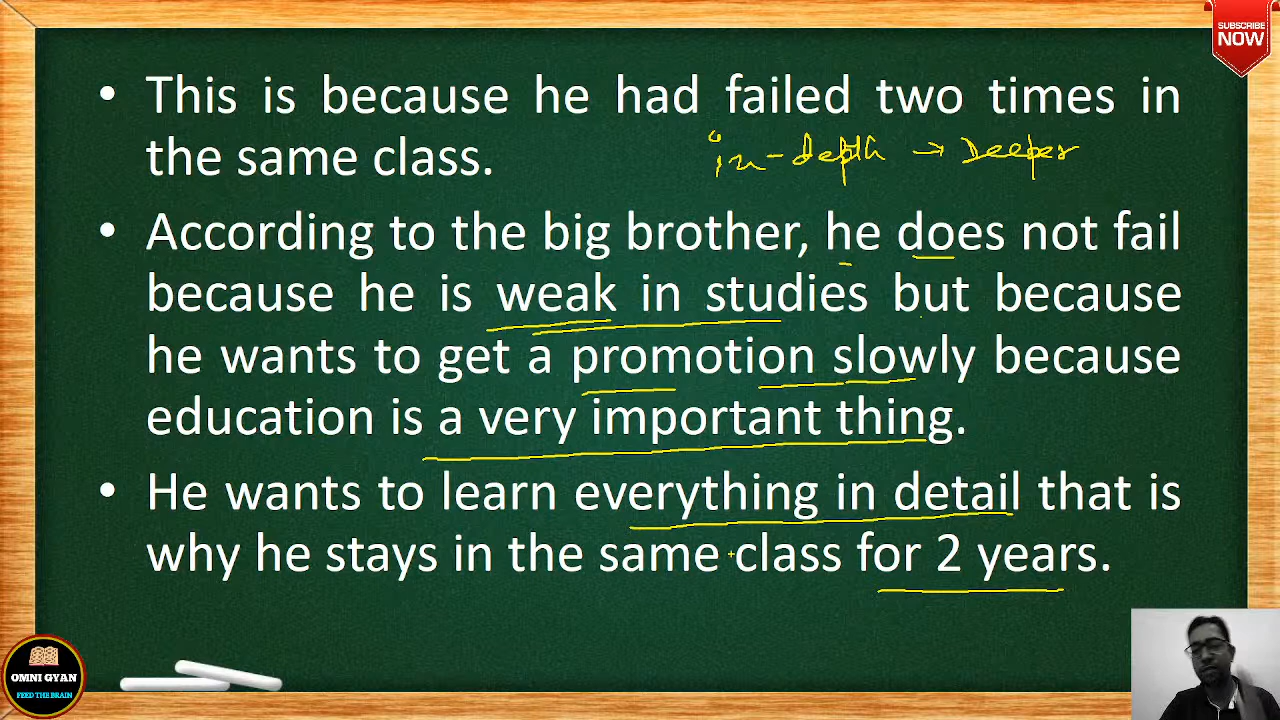 SUBSCRIBE
NOW
• This is because he had failed two times in
the same class.
in-depth → Deeper
• According to the big brother, he does not fail
because he is weak in studies but because
he wants to get a promotion slowly because
education is a very important thing.
• He wants to learn everything in detail that is
why he stays in the same class for 2 years.
OMNI GYAN
FEED THE BRAIN